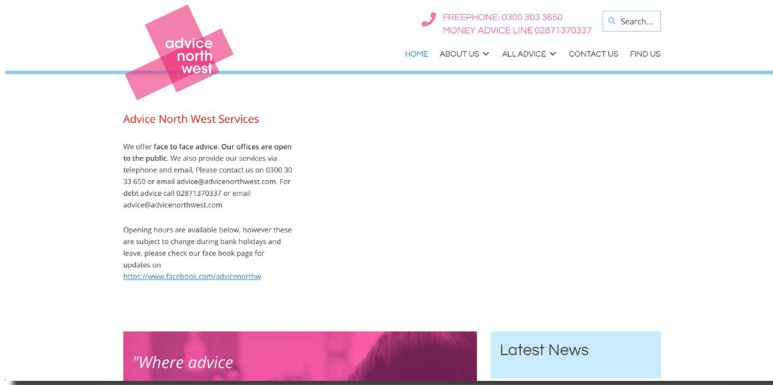 advice
north
west
FREEPHONE: 0300 303 3650
MONEY ADVICE LINE 02871370337
Search...
HOME ABOUT US ALL ADVICE CONTACT US FIND US
Advice North West Services
We offer face to face advice. Our offices are open
to the public. We also provide our services via
telephone and email, Please contact us on 0300 30
33 650 or email advice@advicenorthwest.com. For
debt advice call 02871370337 or email
advice@advicenorthwest.com
Opening hours are available below, however these
are subject to change during bank holidays and
leave, please check our face book page for
updates on
https://www.facebook.com/advicenorthw
"Where advice
Latest News